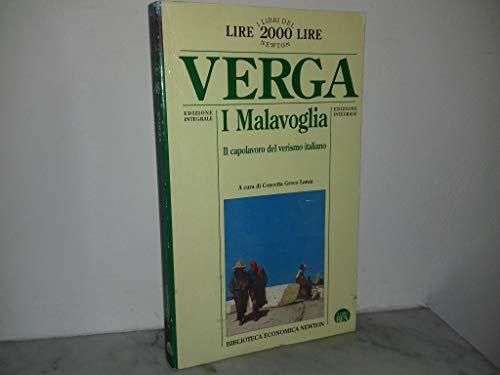 I LIBRI DEL
LIRE 2000 LIRE
NEWTON
VERGA
EDIZIONE
INTEGRALE
EDIZIONE
INTEGRALE
I Malavoglia
Il capolavoro del verismo italiano
A cura di Concetta Greco Lanza
BIBLIOTECA ECONOMICA NEWTON
BEN
VERGA